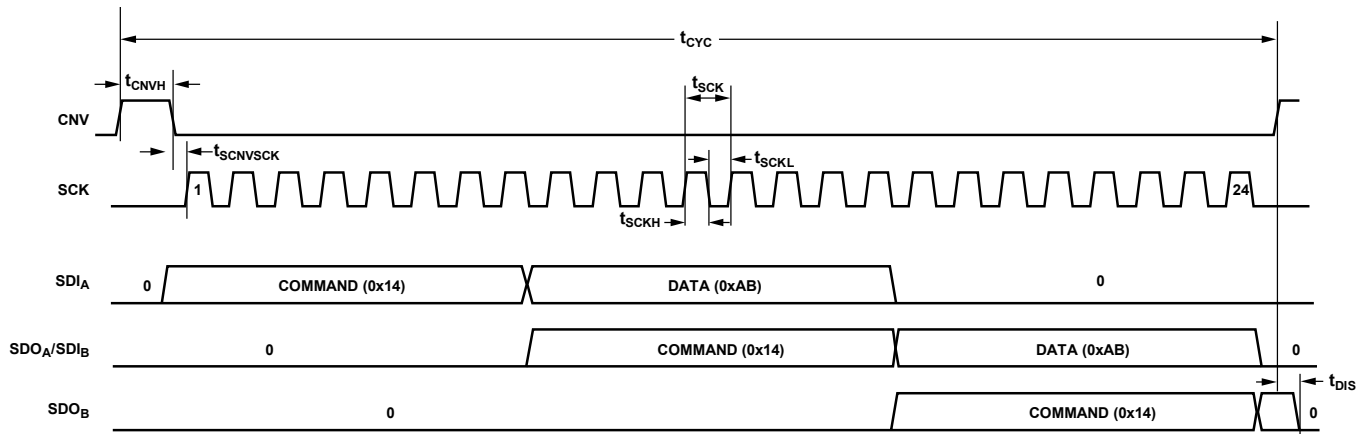 tCYC
tCNVH
tSCK
CNV
tSCNVSCK
tSCKL
SCK
1
24
tSCKH
SDIA
0
COMMAND (0x14)
DATA (0xAB)
0
SDOA/SDIB
0
COMMAND (0x14)
DATA (0xAB)
0
tDIS
SDOB
0
COMMAND (0x14)
0